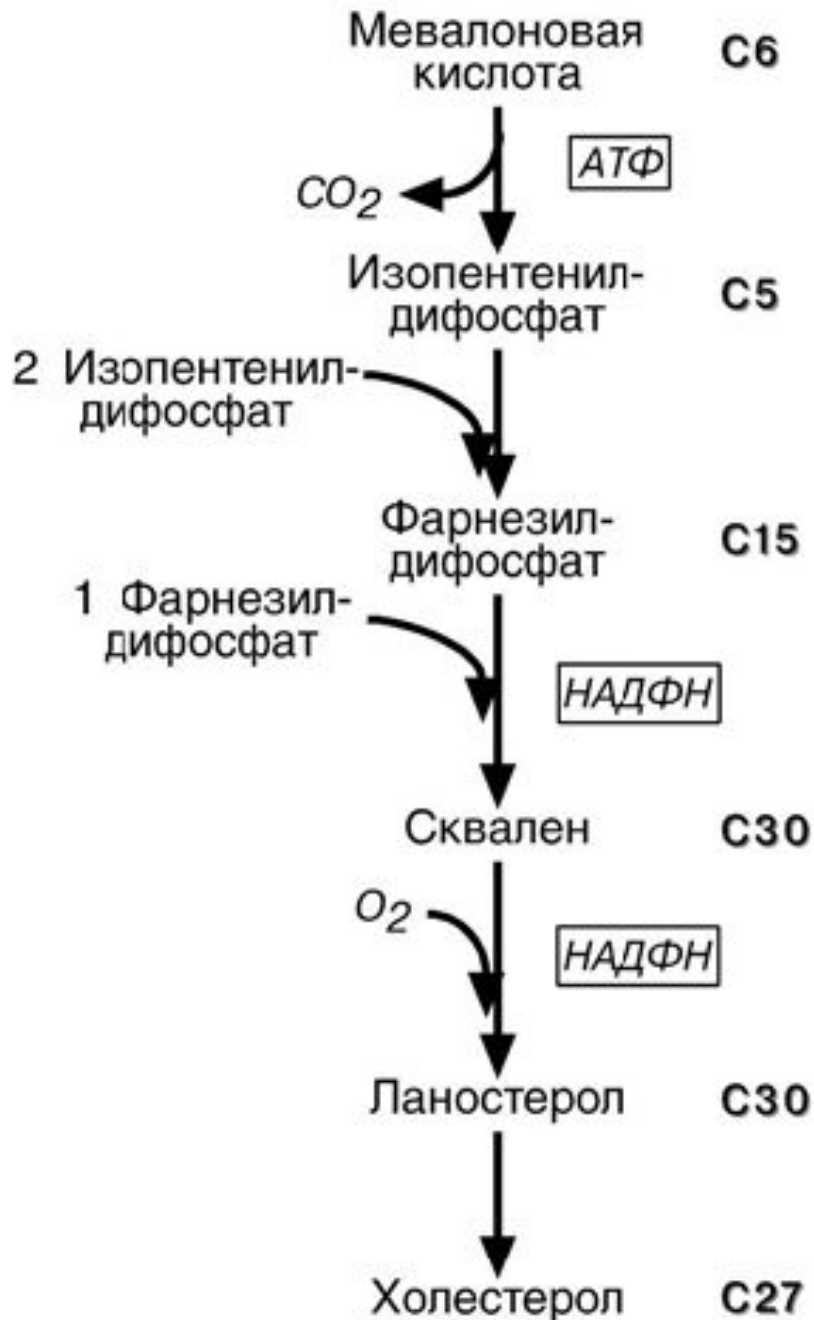 Мевалоновая C6
кислота
АТФ
CO2
Изопентенил- C5
дифосфат
2 Изопентенил-
дифосфат
Фарнезил- C15
дифосфат
1 Фарнезил-
дифосфат
НАДФН
Сквален C30
O2
НАДФН
Ланостерол C30
Холестерол C27